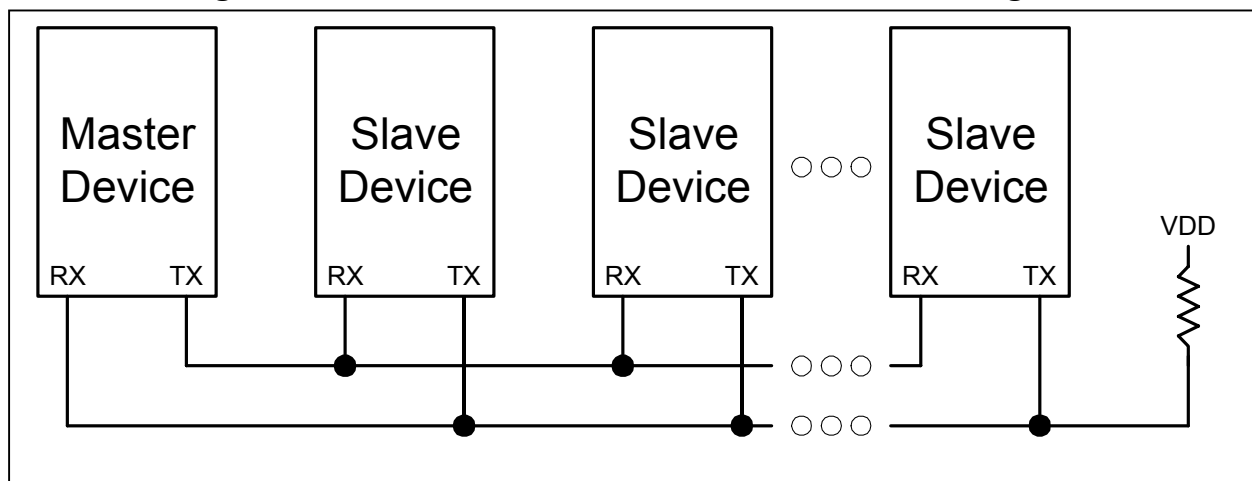 Master
Device
Slave
Device
Slave
Device
Slave
Device
VDD
RX TX
RX TX
RX TX
RX TX